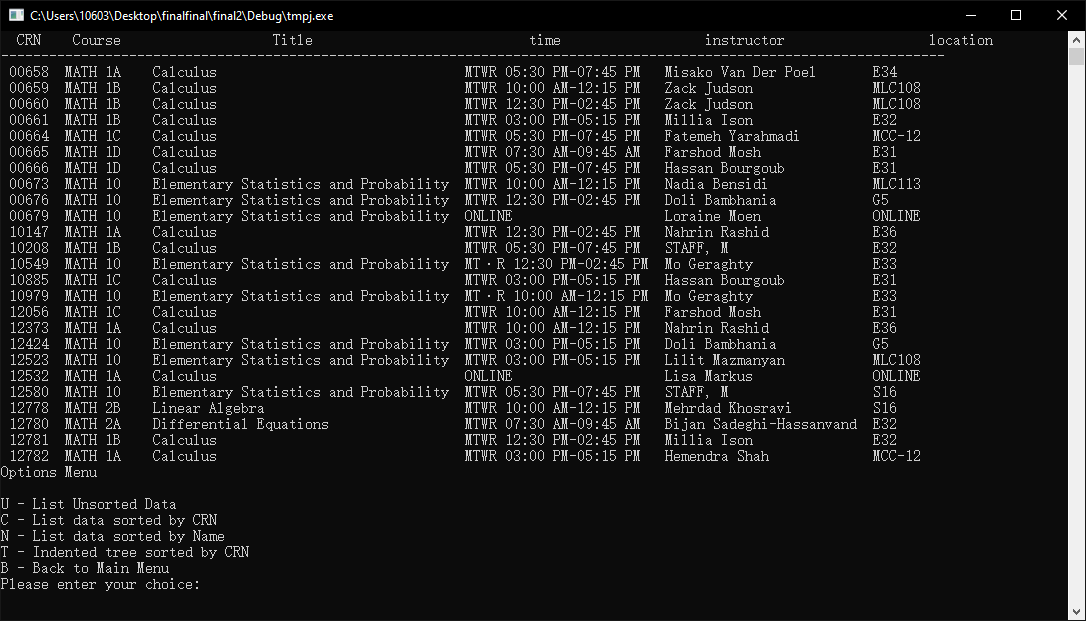 C:\Users\10603\Desktop\finalfinal\final2\Debug\tmpj.exe
CRN Course Title time instructor location
---------------------------------------------------------------------------------------------------------------------
00658 MATH 1A Calculus MTWR 05:30 PM-07:45 PM Misako Van Der Poel E34
00659 MATH 1B Calculus MTWR 10:00 AM-12:15 PM Zack Judson MLC108
00660 MATH 1B Calculus MTWR 12:30 PM-02:45 PM Zack Judson MLC108
00661 MATH 1B Calculus MTWR 03:00 PM-05:15 PM Millia Ison E32
00664 MATH 1C Calculus MTWR 05:30 PM-07:45 PM Fatemeh Yarahmadi MCC-12
00665 MATH 1D Calculus MTWR 07:30 AM-09:45 AM Farshod Mosh E31
00666 MATH 1D Calculus MTWR 05:30 PM-07:45 PM Hassan Bourgoub E31
00673 MATH 10 Elementary Statistics and Probability MTWR 10:00 AM-12:15 PM Nadia Bensidi MLC113
00676 MATH 10 Elementary Statistics and Probability MTWR 12:30 PM-02:45 PM Doli Bambhania G5
00679 MATH 10 Elementary Statistics and Probability ONLINE Loraine Moen ONLINE
10147 MATH 1A Calculus MTWR 12:30 PM-02:45 PM Nahrin Rashid E36
10208 MATH 1B Calculus MTWR 05:30 PM-07:45 PM STAFF, M E32
10549 MATH 10 Elementary Statistics and Probability MT·R 12:30 PM-02:45 PM Mo Geraghty E33
10885 MATH 1C Calculus MTWR 03:00 PM-05:15 PM Hassan Bourgoub E31
10979 MATH 10 Elementary Statistics and Probability MT·R 10:00 AM-12:15 PM Mo Geraghty E33
12056 MATH 1C Calculus MTWR 10:00 AM-12:15 PM Farshod Mosh E31
12373 MATH 1A Calculus MTWR 10:00 AM-12:15 PM Nahrin Rashid E36
12424 MATH 10 Elementary Statistics and Probability MTWR 03:00 PM-05:15 PM Doli Bambhania G5
12523 MATH 10 Elementary Statistics and Probability MTWR 03:00 PM-05:15 PM Lilit Mazmanyan MLC108
12532 MATH 1A Calculus ONLINE Lisa Markus ONLINE
12580 MATH 10 Elementary Statistics and Probability MTWR 05:30 PM-07:45 PM STAFF, M S16
12778 MATH 2B Linear Algebra MTWR 10:00 AM-12:15 PM Mehrdad Khosravi S16
12780 MATH 2A Differential Equations MTWR 07:30 AM-09:45 AM Bijan Sadeghi-Hassanvand E32
12781 MATH 1B Calculus MTWR 12:30 PM-02:45 PM Millia Ison E32
12782 MATH 1A Calculus MTWR 03:00 PM-05:15 PM Hemendra Shah MCC-12
Options Menu
U - List Unsorted Data
C - List data sorted by CRN
N - List data sorted by Name
T - Indented tree sorted by CRN
B - Back to Main Menu
Please enter your choice: